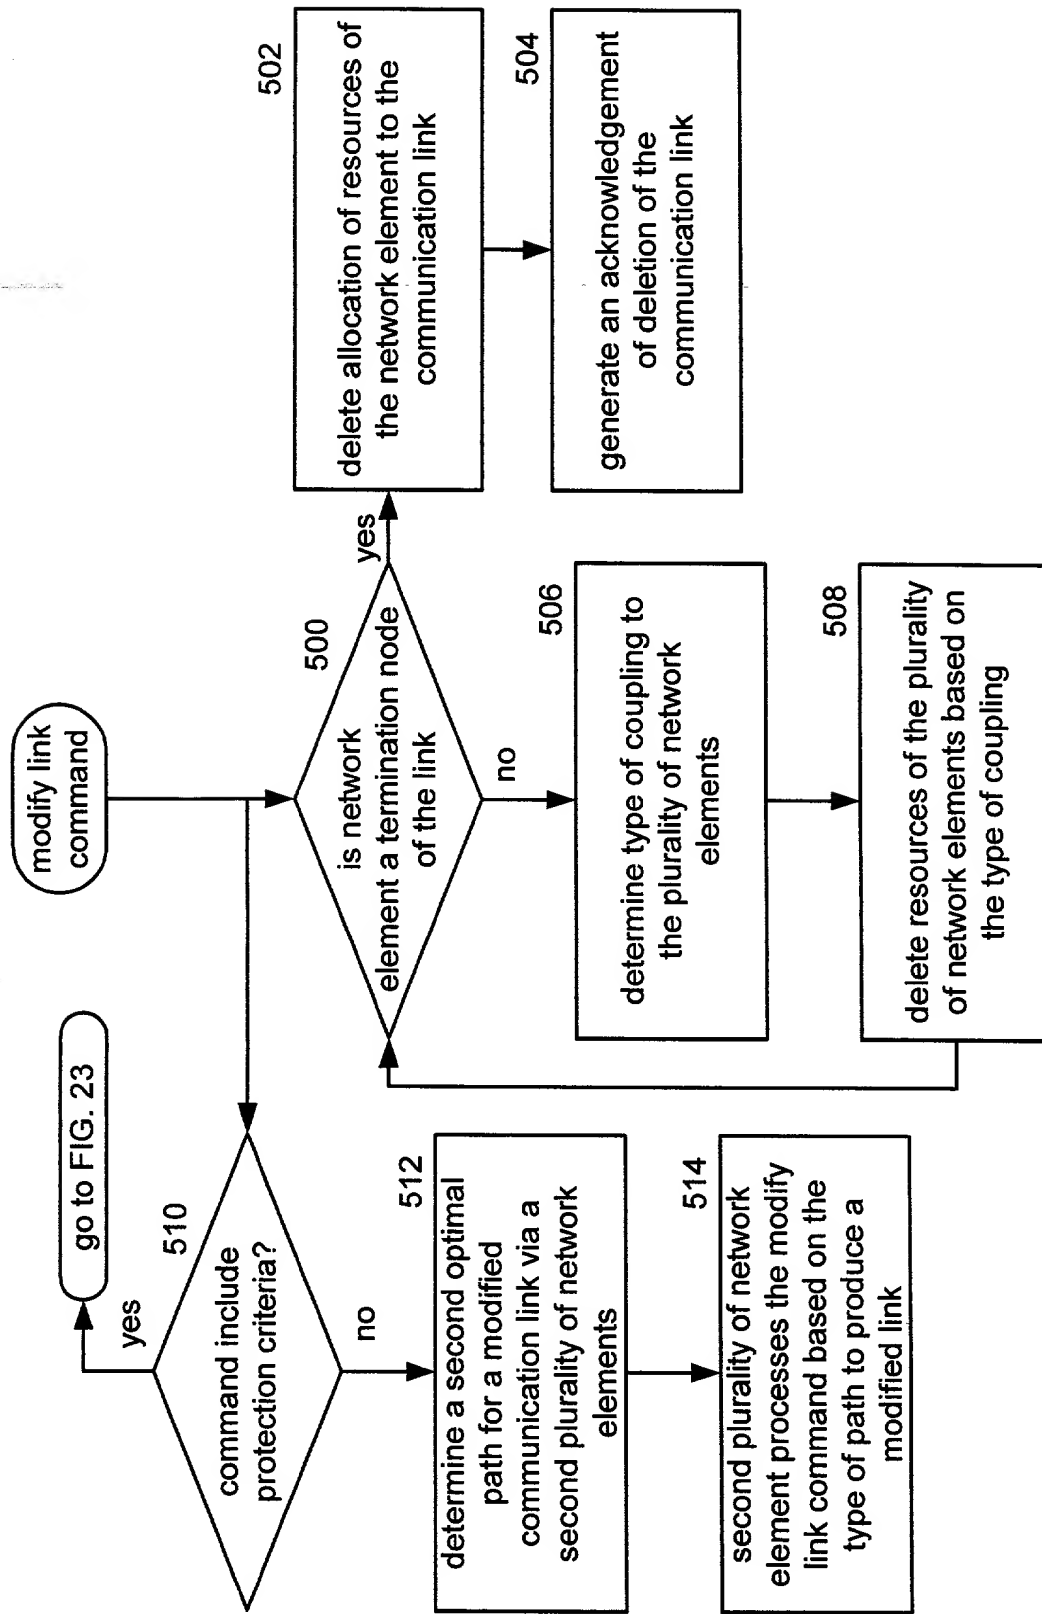 modify link
command
go to FIG. 23
yes
510
command include
protection criteria?
no
512
determine a second optimal
path for a modified
communication link via a
second plurality of network
elements
514
second plurality of network
element processes the modify
link command based on the
type of path to produce a
modified link
500
is network
element a termination node
of the link
yes
no
506
determine type of coupling to
the plurality of network
elements
508
delete resources of the plurality
of network elements based on
the type of coupling
502
delete allocation of resources of
the network element to the
communication link
504
generate an acknowledgement
of deletion of the
communication link